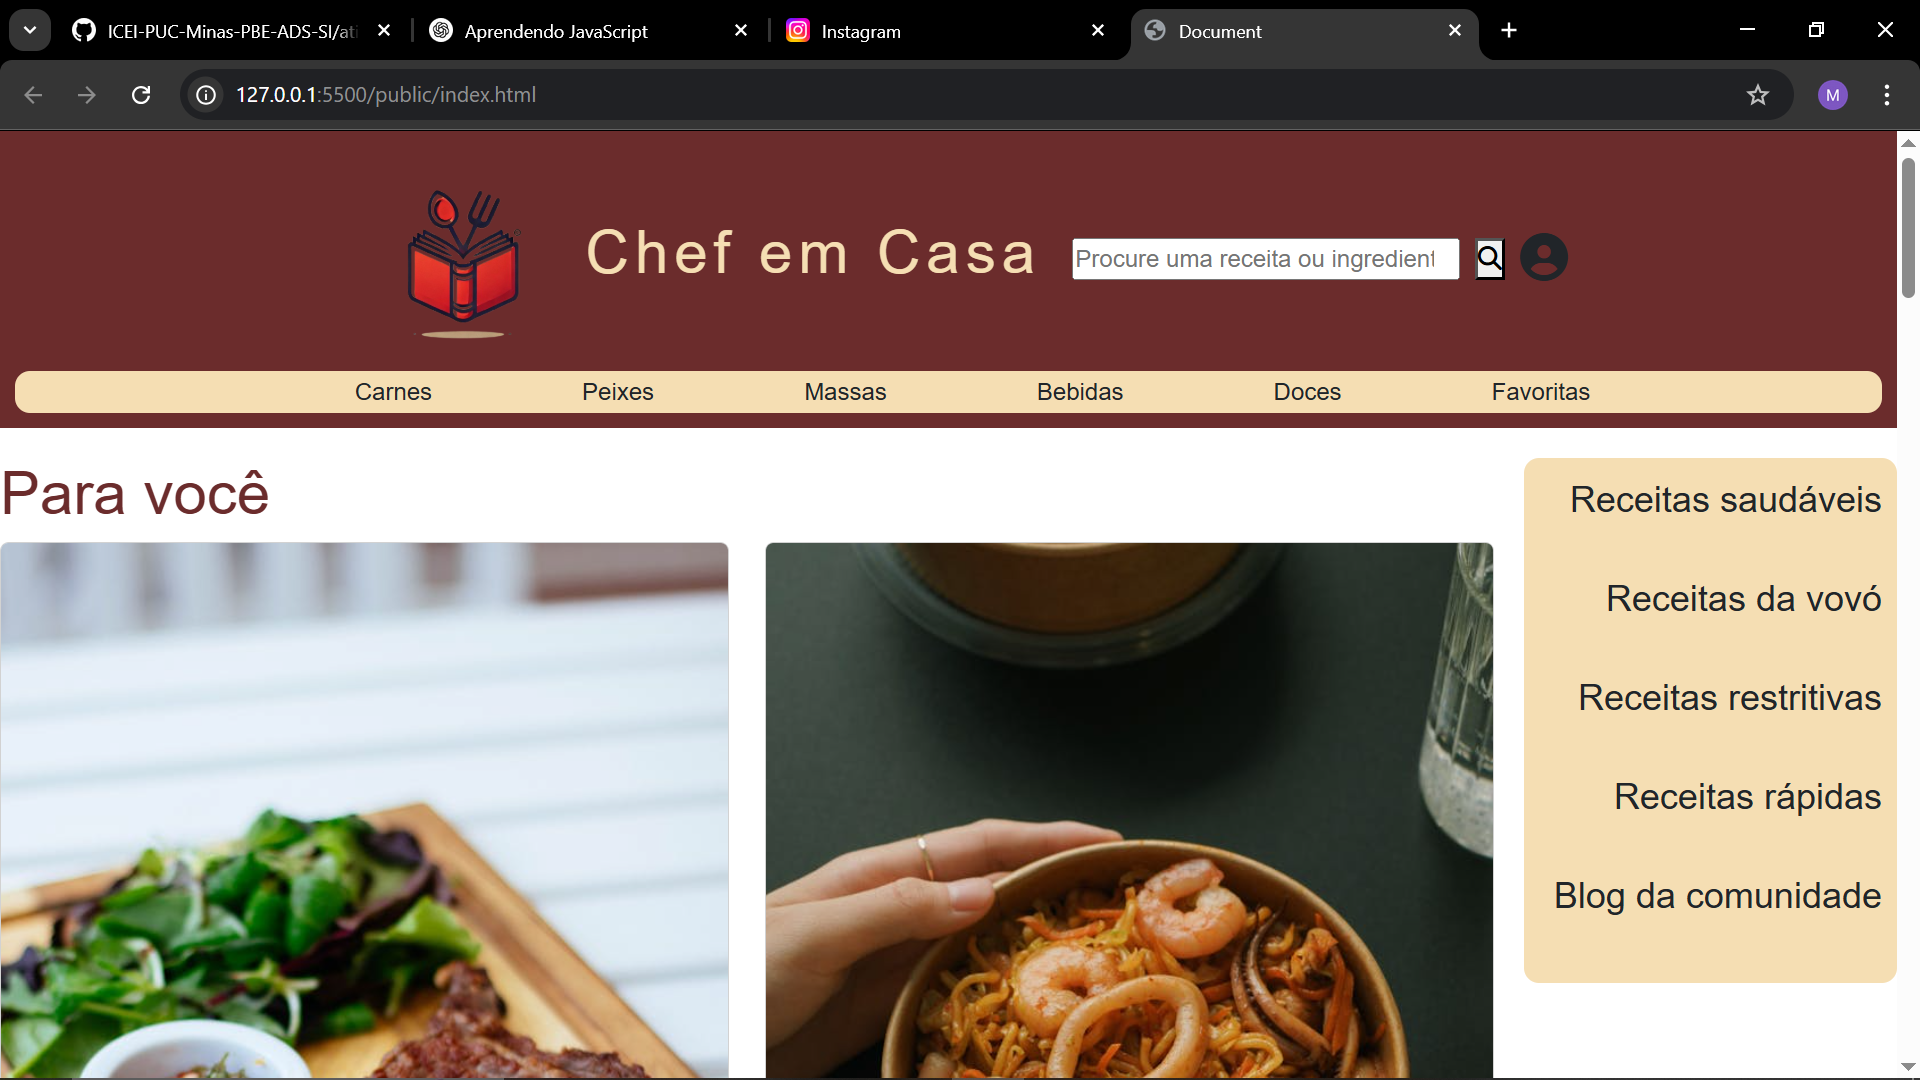 ICEI-PUC-Minas-PBE-ADS-SI/ati
Aprendendo JavaScript
Instagram
Document
127.0.0.1:5500/public/index.html
M
Chef em Casa
Procure uma receita ou ingredient
Carnes Peixes Massas Bebidas Doces Favoritas
Para você
Receitas saudáveis
Receitas da vovó
Receitas restritivas
Receitas rápidas
Blog da comunidade